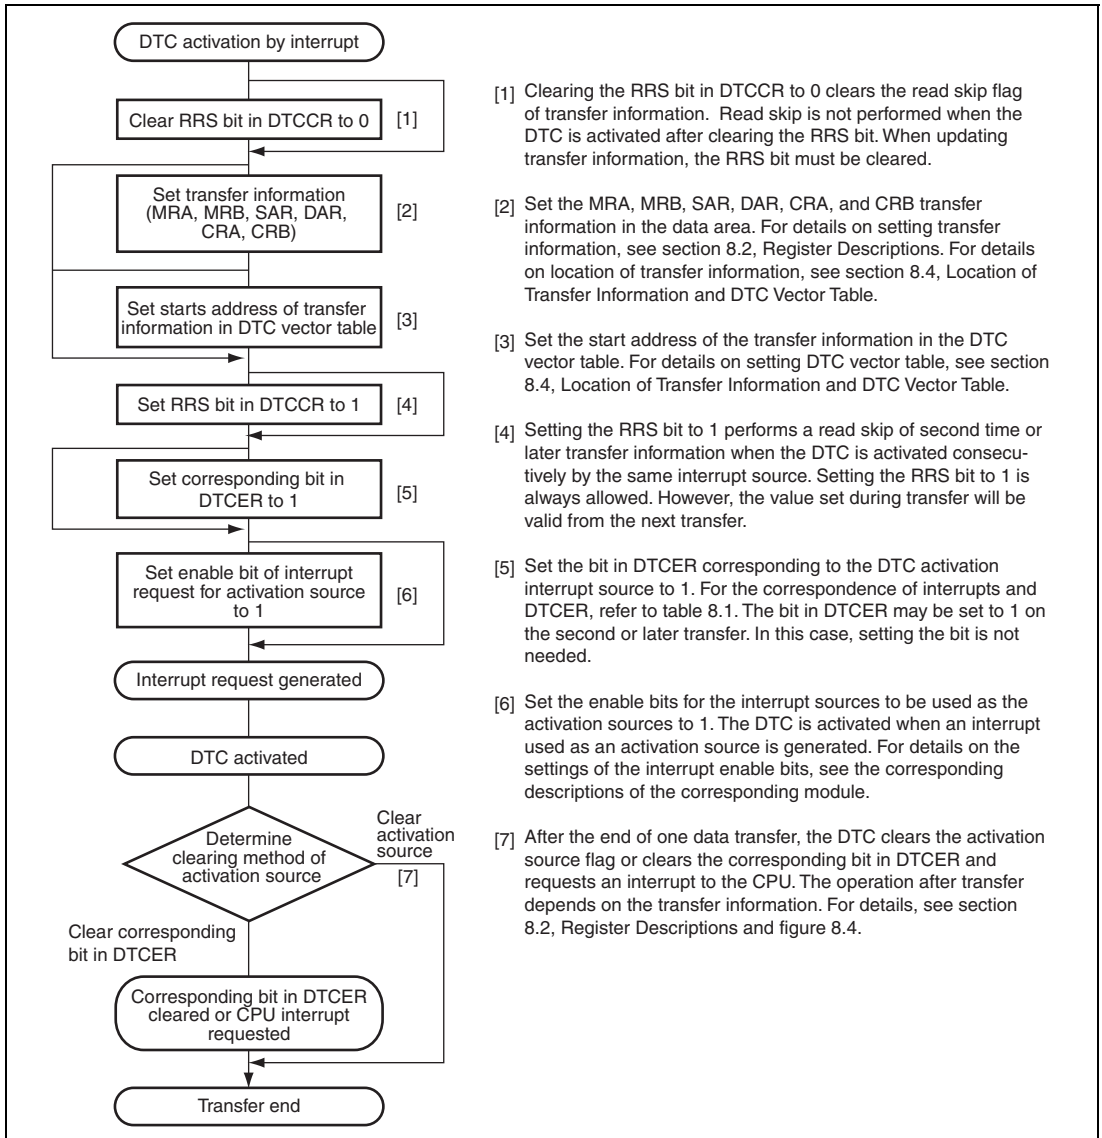 DTC activation by interrupt
Clear RRS bit in DTCCR to 0
[1]
Set transfer information
(MRA, MRB, SAR, DAR,
CRA, CRB)
[2]
Set starts address of transfer
information in DTC vector table
[3]
Set RRS bit in DTCCR to 1
[4]
Set corresponding bit in
DTCER to 1
[5]
Set enable bit of interrupt
request for activation source
to 1
[6]
Interrupt request generated
DTC activated
Determine
clearing method of
activation source
Clear
activation
source
[7]
Clear corresponding
bit in DTCER
Corresponding bit in DTCER
cleared or CPU interrupt
requested
Transfer end
[1] Clearing the RRS bit in DTCCR to 0 clears the read skip flag
of transfer information. Read skip is not performed when the
DTC is activated after clearing the RRS bit. When updating
transfer information, the RRS bit must be cleared.
[2] Set the MRA, MRB, SAR, DAR, CRA, and CRB transfer
information in the data area. For details on setting transfer
information, see section 8.2, Register Descriptions. For details
on location of transfer information, see section 8.4, Location of
Transfer Information and DTC Vector Table.
[3] Set the start address of the transfer information in the DTC
vector table. For details on setting DTC vector table, see section
8.4, Location of Transfer Information and DTC Vector Table.
[4] Setting the RRS bit to 1 performs a read skip of second time or
later transfer information when the DTC is activated consecu-
tively by the same interrupt source. Setting the RRS bit to 1 is
always allowed. However, the value set during transfer will be
valid from the next transfer.
[5] Set the bit in DTCER corresponding to the DTC activation
interrupt source to 1. For the correspondence of interrupts and
DTCER, refer to table 8.1. The bit in DTCER may be set to 1 on
the second or later transfer. In this case, setting the bit is not
needed.
[6] Set the enable bits for the interrupt sources to be used as the
activation sources to 1. The DTC is activated when an interrupt
used as an activation source is generated. For details on the
settings of the interrupt enable bits, see the corresponding
descriptions of the corresponding module.
[7] After the end of one data transfer, the DTC clears the activation
source flag or clears the corresponding bit in DTCER and
requests an interrupt to the CPU. The operation after transfer
depends on the transfer information. For details, see section
8.2, Register Descriptions and figure 8.4.